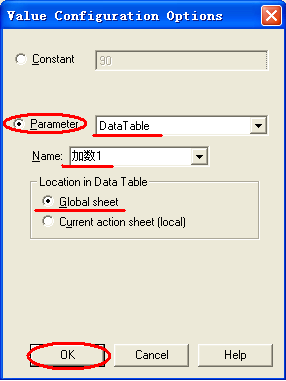 Value Configuration Options
Constant
90
Parameter
DataTable
Name:
加数1
Location in Data Table
Global sheet
Current action sheet (local)
OK Cancel Help